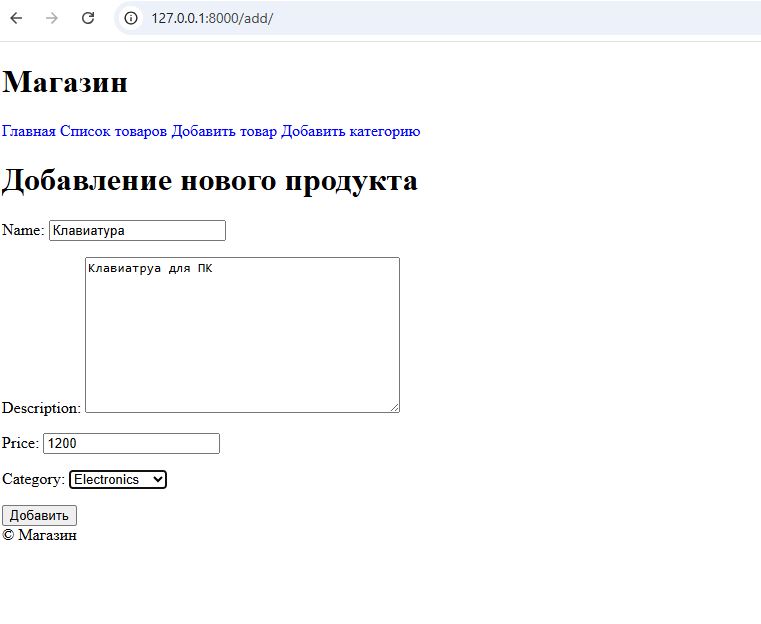 127.0.0.1:8000/add/
Магазин
Главная Список товаров Добавить товар Добавить категорию
Добавление нового продукта
Name: Клавиатура
Клавиатруа для ПК
Description:
Price: 1200
Category: Electronics
Добавить
© Магазин